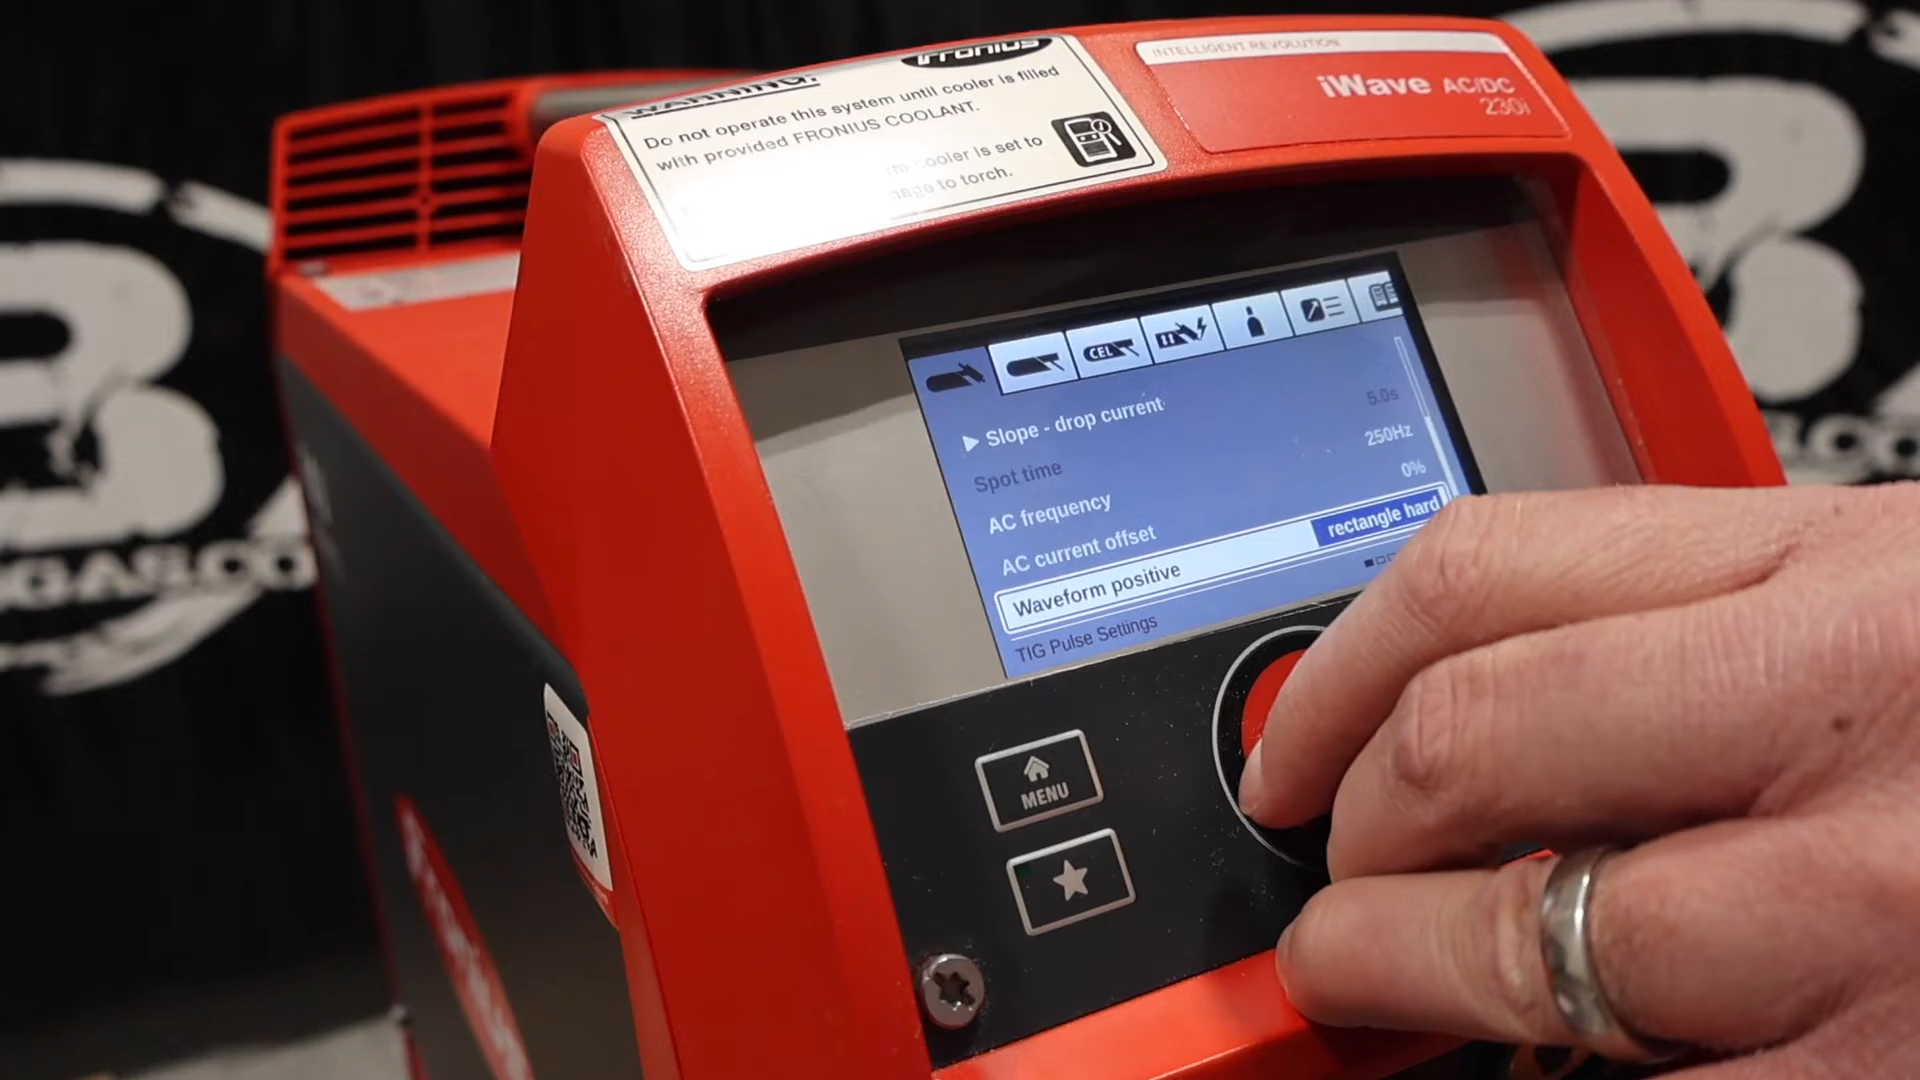 Fronius
WARNING:
Do not operate this system until cooler is filled
with provided FRONIUS COOLANT.
cooler is set to
to torch.
INTELLIGENT REVOLUTION
iWave AC/DC
230i
CEL
Slope - drop current
Spot time 5.0s
AC frequency 250Hz
AC current offset 0%
Waveform positive rectangle hard
TIG Pulse Settings
MENU
B